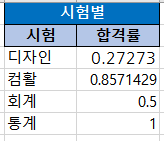 시험별
시험 합격률
디자인 0.27273
컴활 0.8571429
회계 0.5
통계 1